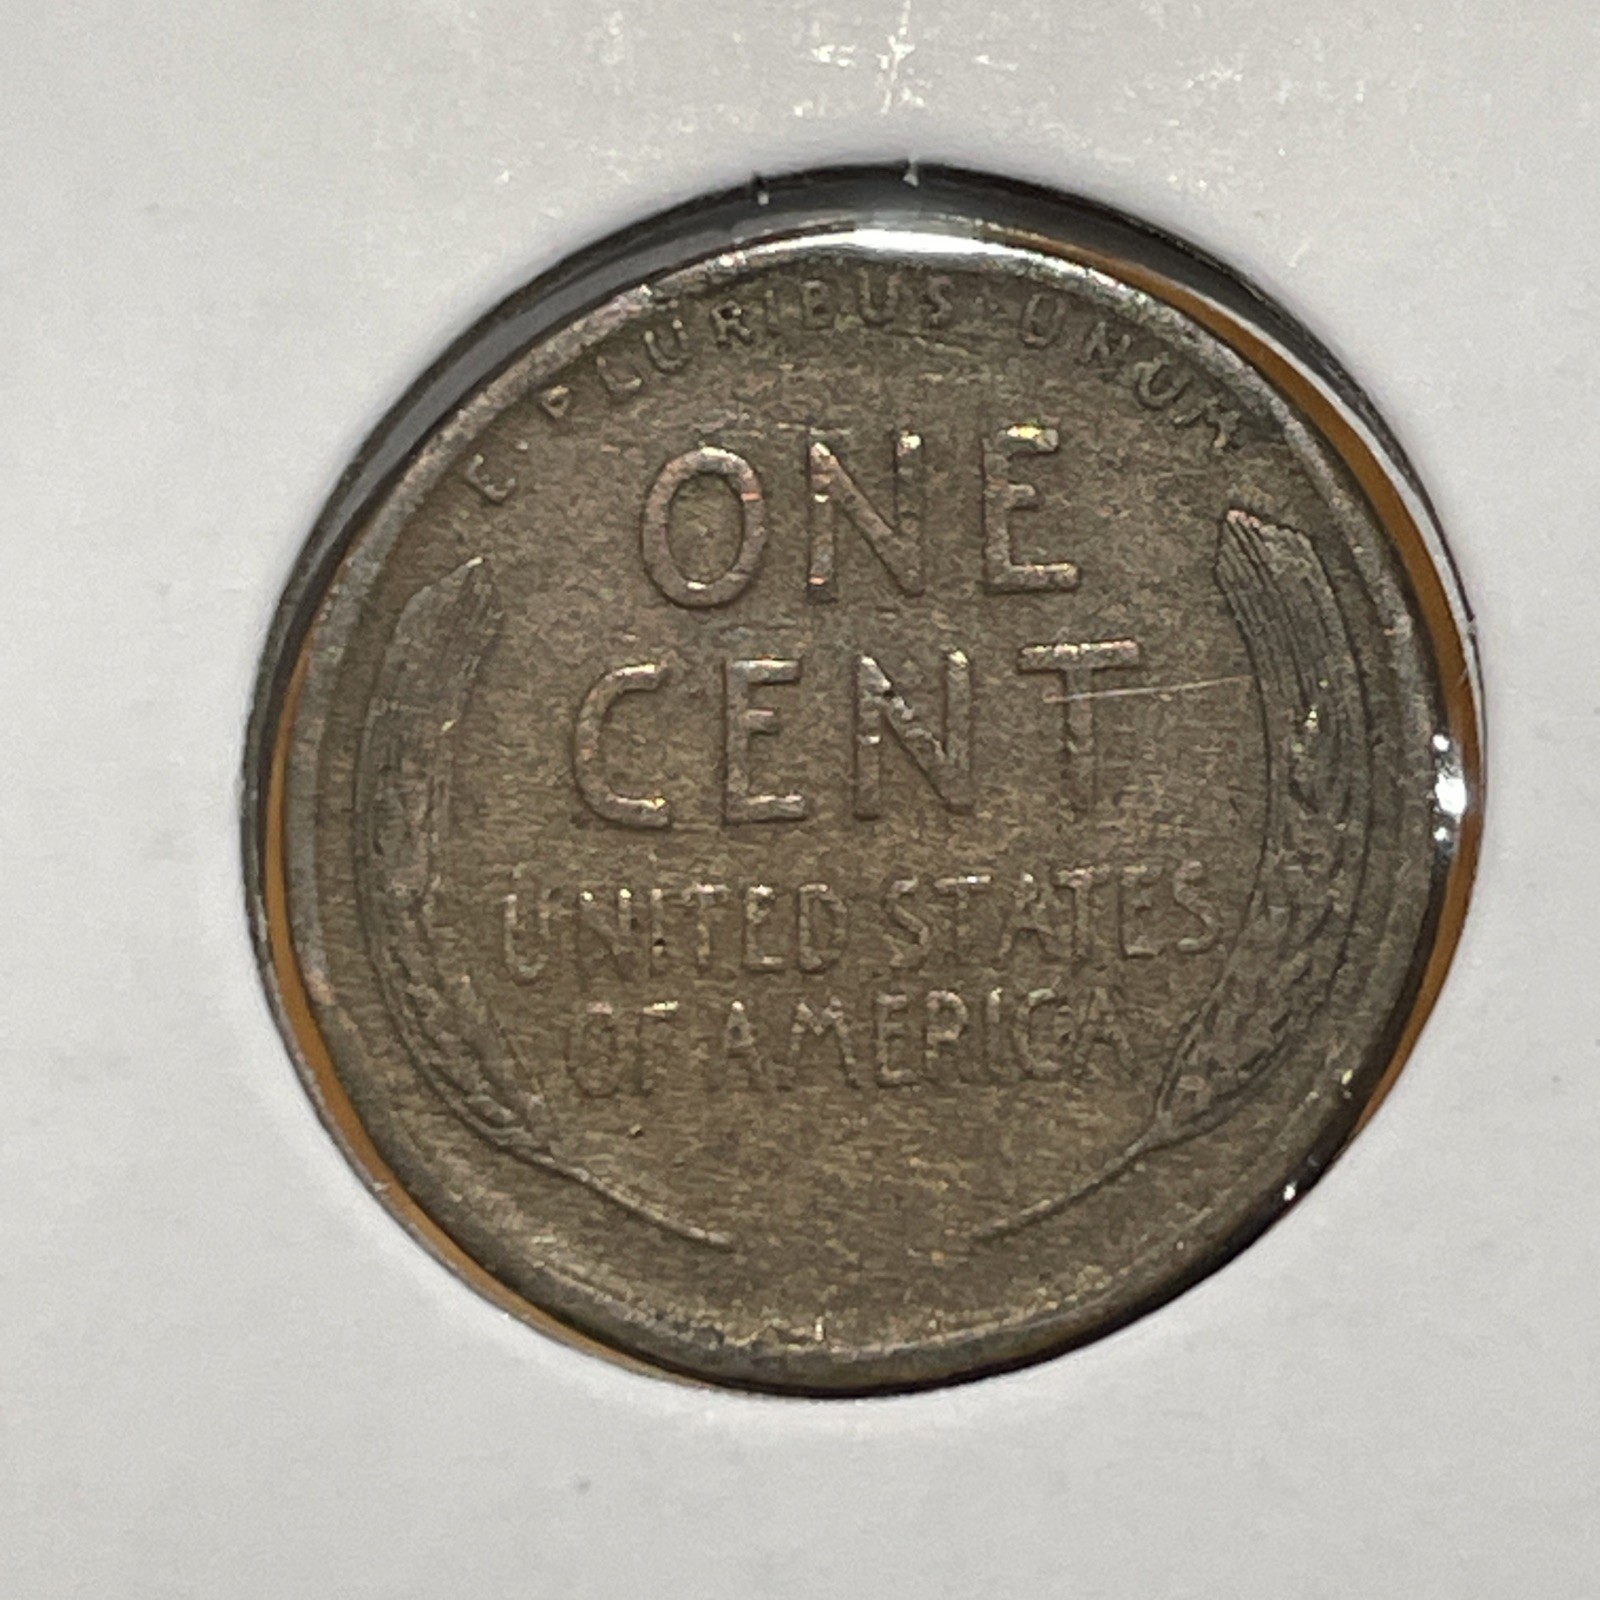 E · PLURIBUS · UNUM
ONE
CENT
UNITED STATES
OF AMERICA